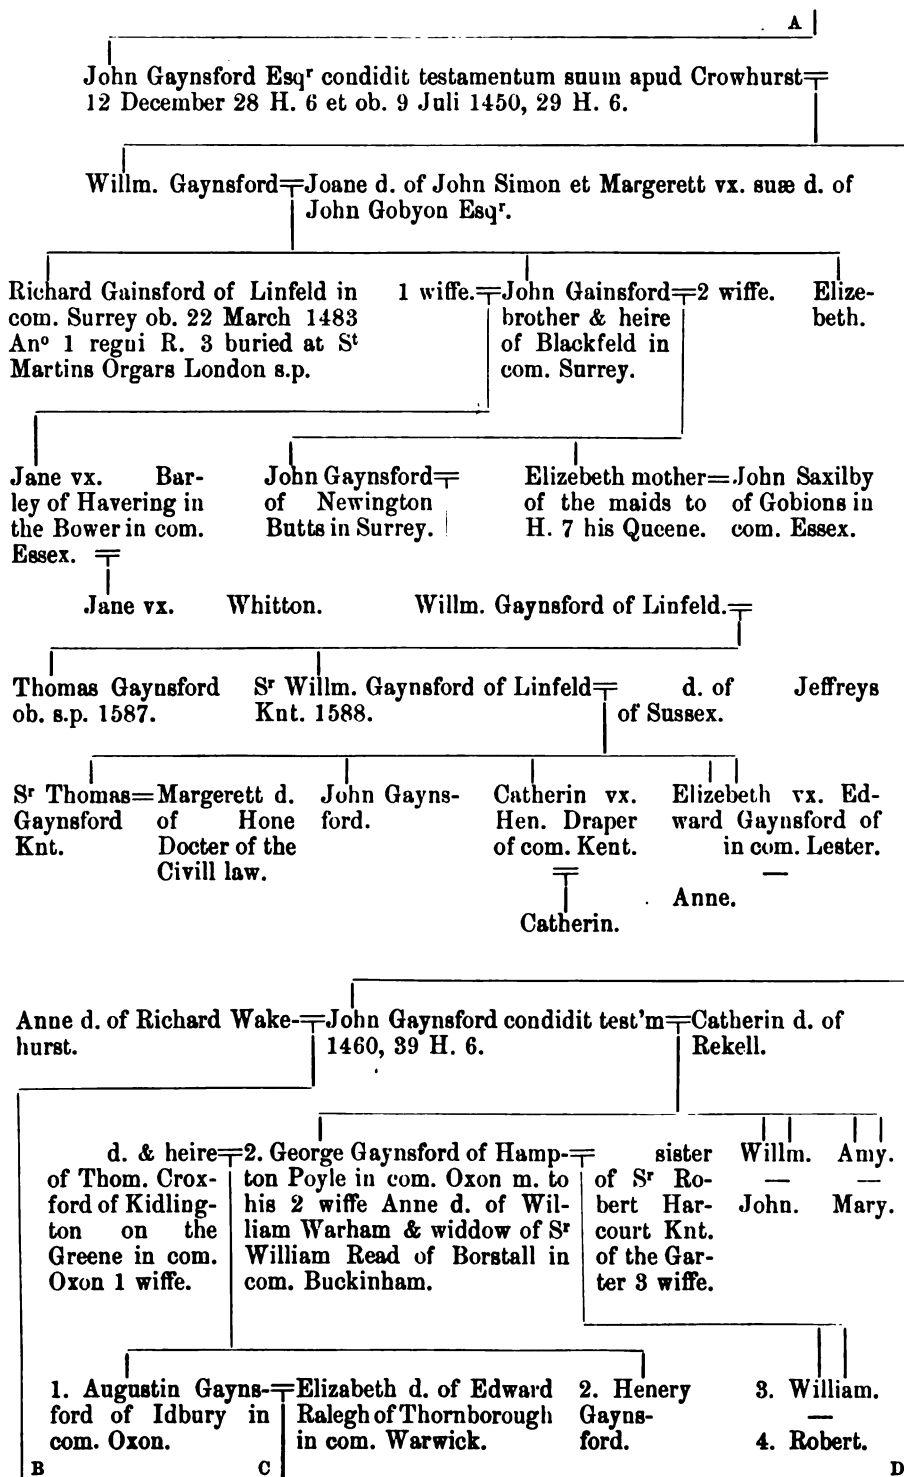 A
John Gaynsford Esqr condidit testamentum suum apud Crowhurst
12 December 28 H. 6 et ob. 9 Juli 1450, 29 H. 6.
Willm. Gaynsford Joane d. of John Simon et Margerett vx. suæ d. of
John Gobyon Esqr.
Richard Gainsford of Linfeld in
com. Surrey ob. 22 March 1483
Ano 1 regni R. 3 buried at St
Martins Orgars London s.p.
1 wiffe.
John Gainsford
brother & heire
of Blackfeld in
com. Surrey.
2 wiffe.
Elize-
beth.
Jane vx. Bar-
ley of Havering in
the Bower in com.
Essex.
John Gaynsford
of Newington
Butts in Surrey.
Elizebeth mother
of the maids to
H. 7 his Queene.
John Saxilby
of Gobions in
com. Essex.
Jane vx. Whitton.
Willm. Gaynsford of Linfeld.
Thomas Gaynsford
ob. s.p. 1587.
Sr Willm. Gaynsford of Linfeld
Knt. 1588.
d. of Jeffreys
of Sussex.
Sr Thomas
Gaynsford
Knt.
Margerett d.
of Hone
Docter of the
Civill law.
John Gayns-
ford.
Catherin vx.
Hen. Draper
of com. Kent.
Elizebeth vx. Ed-
ward Gaynsford of
in com. Lester.
—
Anne.
Catherin.
Anne d. of Richard Wake-
hurst.
John Gaynsford condidit test'm
1460, 39 H. 6.
Catherin d. of
Rekell.
d. & heire
of Thom. Crox-
ford of Kidling-
ton on the
Greene in com.
Oxon 1 wiffe.
2. George Gaynsford of Hamp-
ton Poyle in com. Oxon m. to
his 2 wiffe Anne d. of Wil-
liam Warham & widdow of Sr
William Read of Borstall in
com. Buckinham.
sister
of Sr Ro-
bert Har-
court Knt.
of the Gar-
ter 3 wiffe.
Willm.
—
John.
Amy.
—
Mary.
1. Augustin Gayns-
ford of Idbury in
com. Oxon.
Elizabeth d. of Edward
Ralegh of Thornborough
in com. Warwick.
2. Henery
Gayns-
ford.
3. William.
—
4. Robert.
B C D